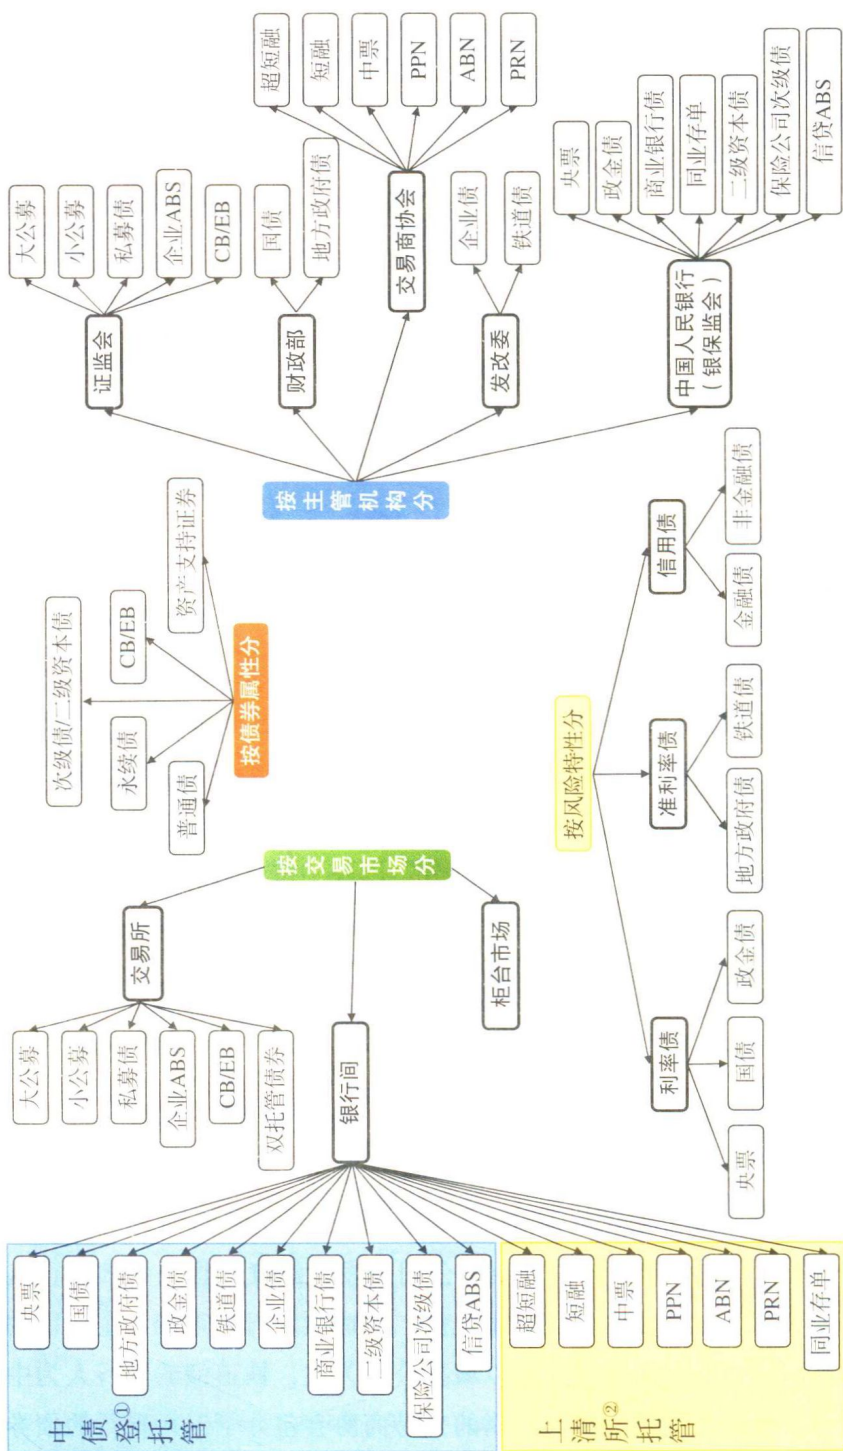 按主管机构分
证监会
大公募
小公募
私募债
企业ABS
CB/EB
财政部
国债
地方政府债
交易商协会
超短融
短融
中票
PPN
ABN
PRN
发改委
企业债
铁道债
中国人民银行
（银保监会）
央票
政金债
商业银行债
同业存单
二级资本债
保险公司次级债
信贷ABS
按债券属性分
普通债
永续债
次级债/二级资本债
CB/EB
资产支持证券
按交易市场分
交易所
大公募
小公募
私募债
企业ABS
CB/EB
双托管债券
银行间
中债登①
托管
央票
国债
地方政府债
政金债
铁道债
企业债
商业银行债
二级资本债
保险公司次级债
信贷ABS
上清所②
托管
超短融
短融
中票
PPN
ABN
PRN
同业存单
柜台市场
按风险特性分
利率债
央票
国债
政金债
准利率债
地方政府债
铁道债
信用债
金融债
非金融债